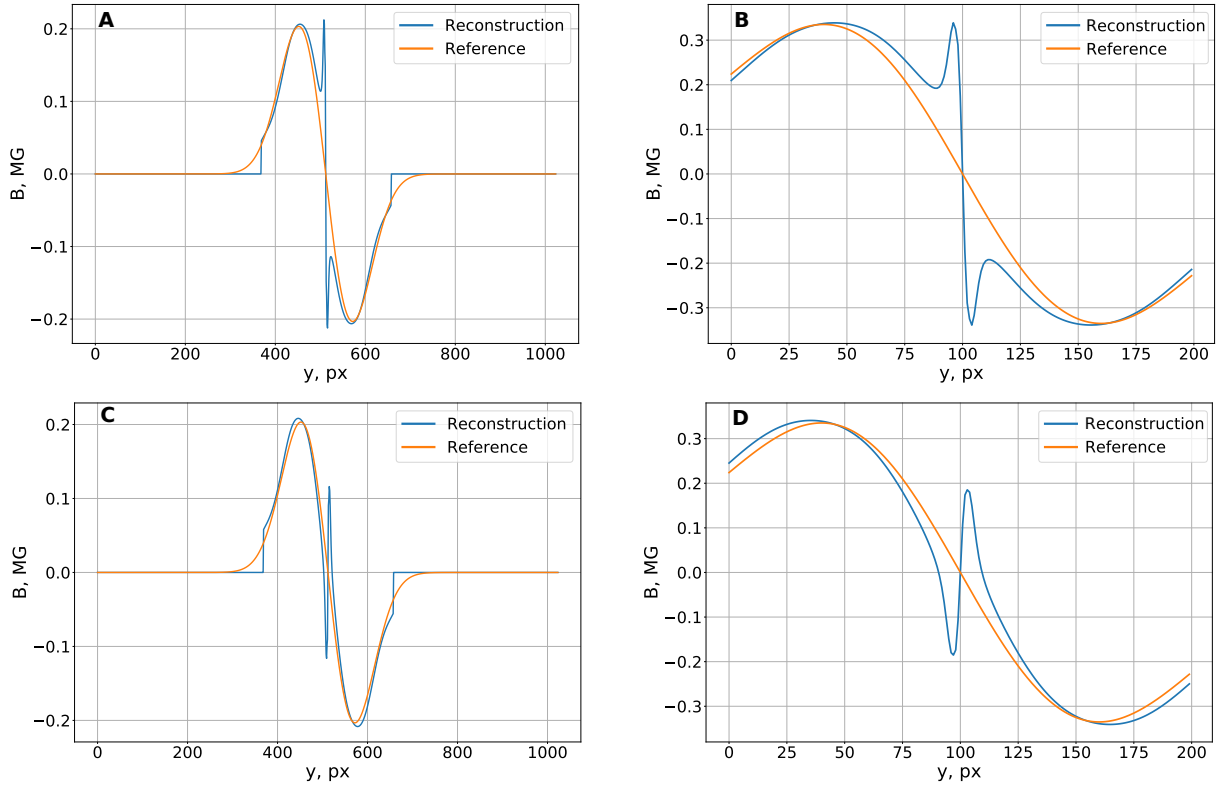 A
Reconstruction
Reference
0.2
0.1
0.0
−0.1
−0.2
B, MG
0 200 400 600 800 1000
y, px
B
Reconstruction
Reference
0.3
0.2
0.1
0.0
−0.1
−0.2
−0.3
B, MG
0 25 50 75 100 125 150 175 200
y, px
C
Reconstruction
Reference
0.2
0.1
0.0
−0.1
−0.2
B, MG
0 200 400 600 800 1000
y, px
D
Reconstruction
Reference
0.3
0.2
0.1
0.0
−0.1
−0.2
−0.3
B, MG
0 25 50 75 100 125 150 175 200
y, px